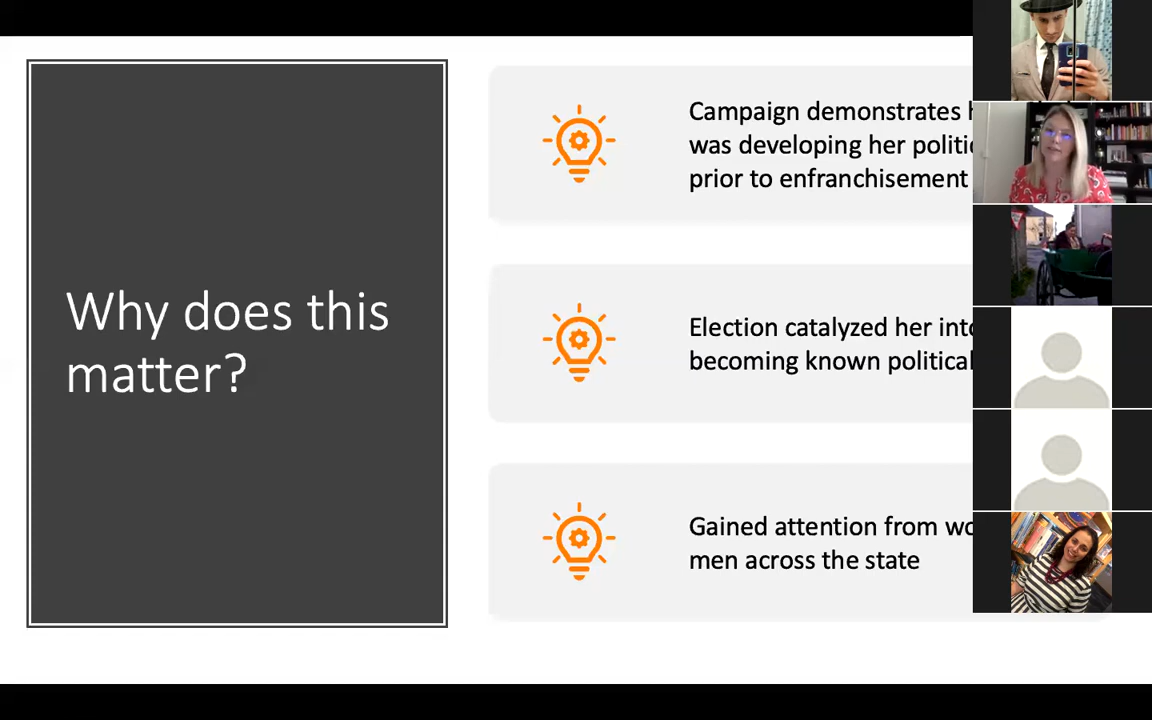 Why does this
matter?
Campaign demonstrates
was developing her
prior to enfranchisement
Election catalyzed her
becoming known political
Gained attention from
men across the state